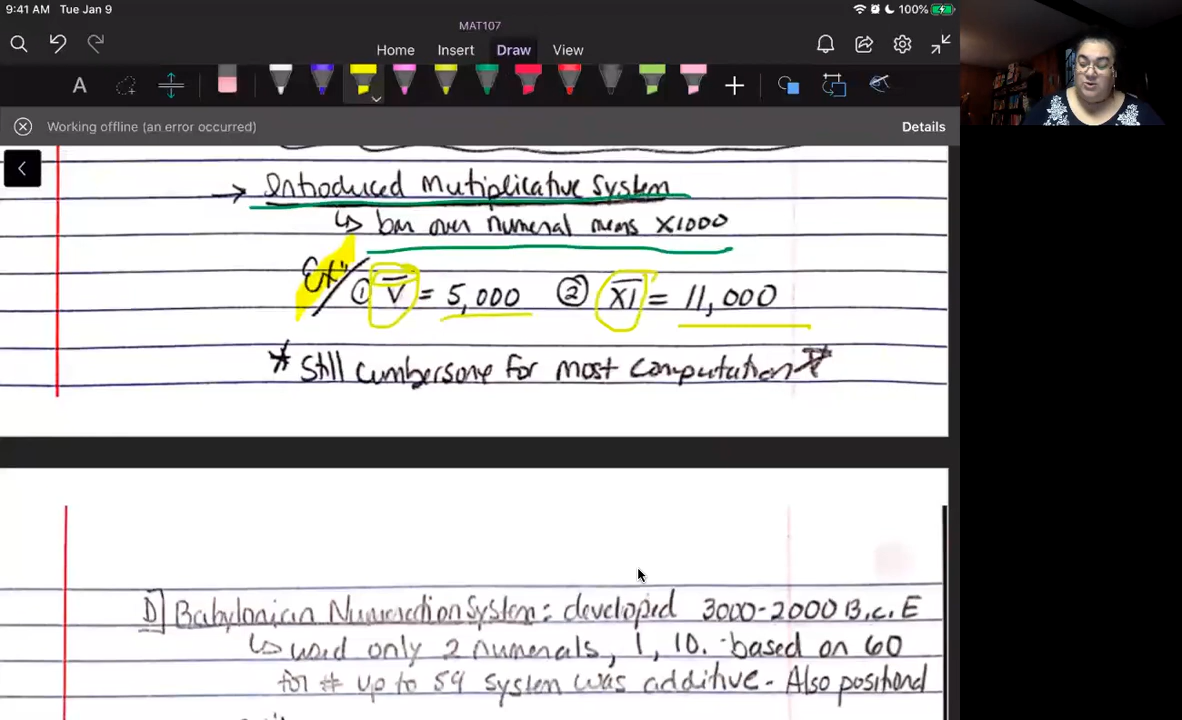 9:41 AM Tue Jan 9
100%
MAT107
Home Insert Draw View
A
Working offline (an error occurred)
Details
→ Introduced Mutiplicative System
↳ bar over numeral means X1000
Ex/ ① V̅ = 5,000 ② X̅I̅ = 11,000
* Still cumbersome for most computation *
D] Babylonian Numeration System: developed 3000-2000 B.C.E
↳ used only 2 numerals, 1, 10. based on 60
for # up to 59 system was additive. Also positional